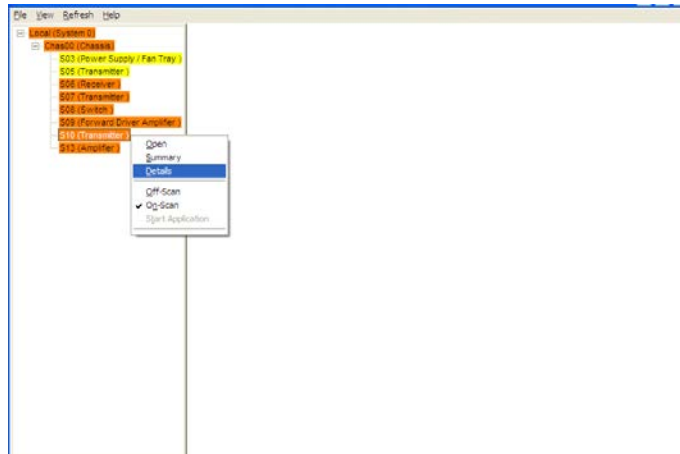 File View Refresh Help
Local (System 0)
Chas00 (Chassis)
S03 (Power Supply / Fan Tray )
S05 (Transmitter )
S06 (Receiver )
S07 (Transmitter )
S08 (Switch )
S09 (Forward Driver Amplifier )
S10 (Transmitter )
S13 (Amplifier )
Open
Summary
Details
Off-Scan
On-Scan
Start Application